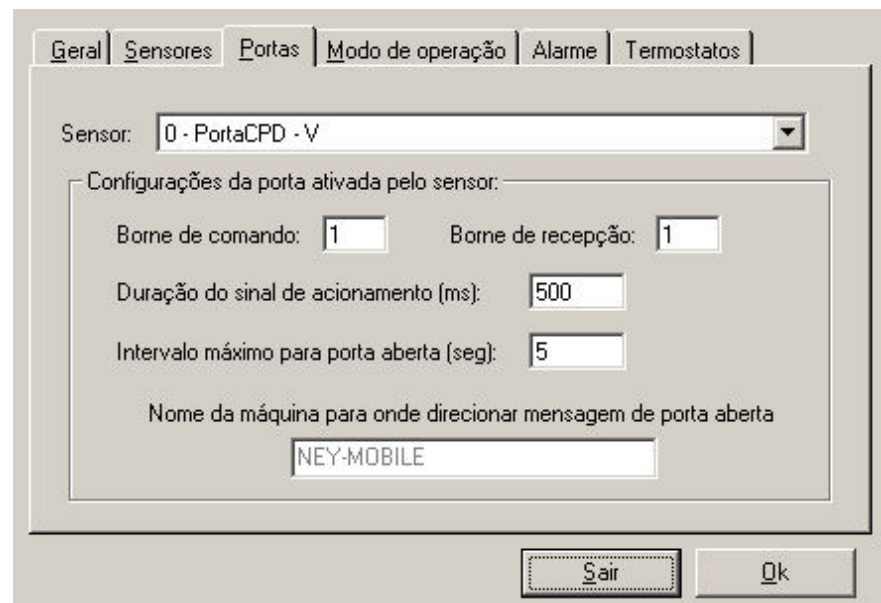 Geral Sensores Portas Modo de operação Alarme Termostatos
Sensor: 0 - PortaCPD - V
Configurações da porta ativada pelo sensor:
Borne de comando: 1 Borne de recepção: 1
Duração do sinal de acionamento (ms): 500
Intervalo máximo para porta aberta (seg): 5
Nome da máquina para onde direcionar mensagem de porta aberta
NEY-MOBILE
Sair Ok